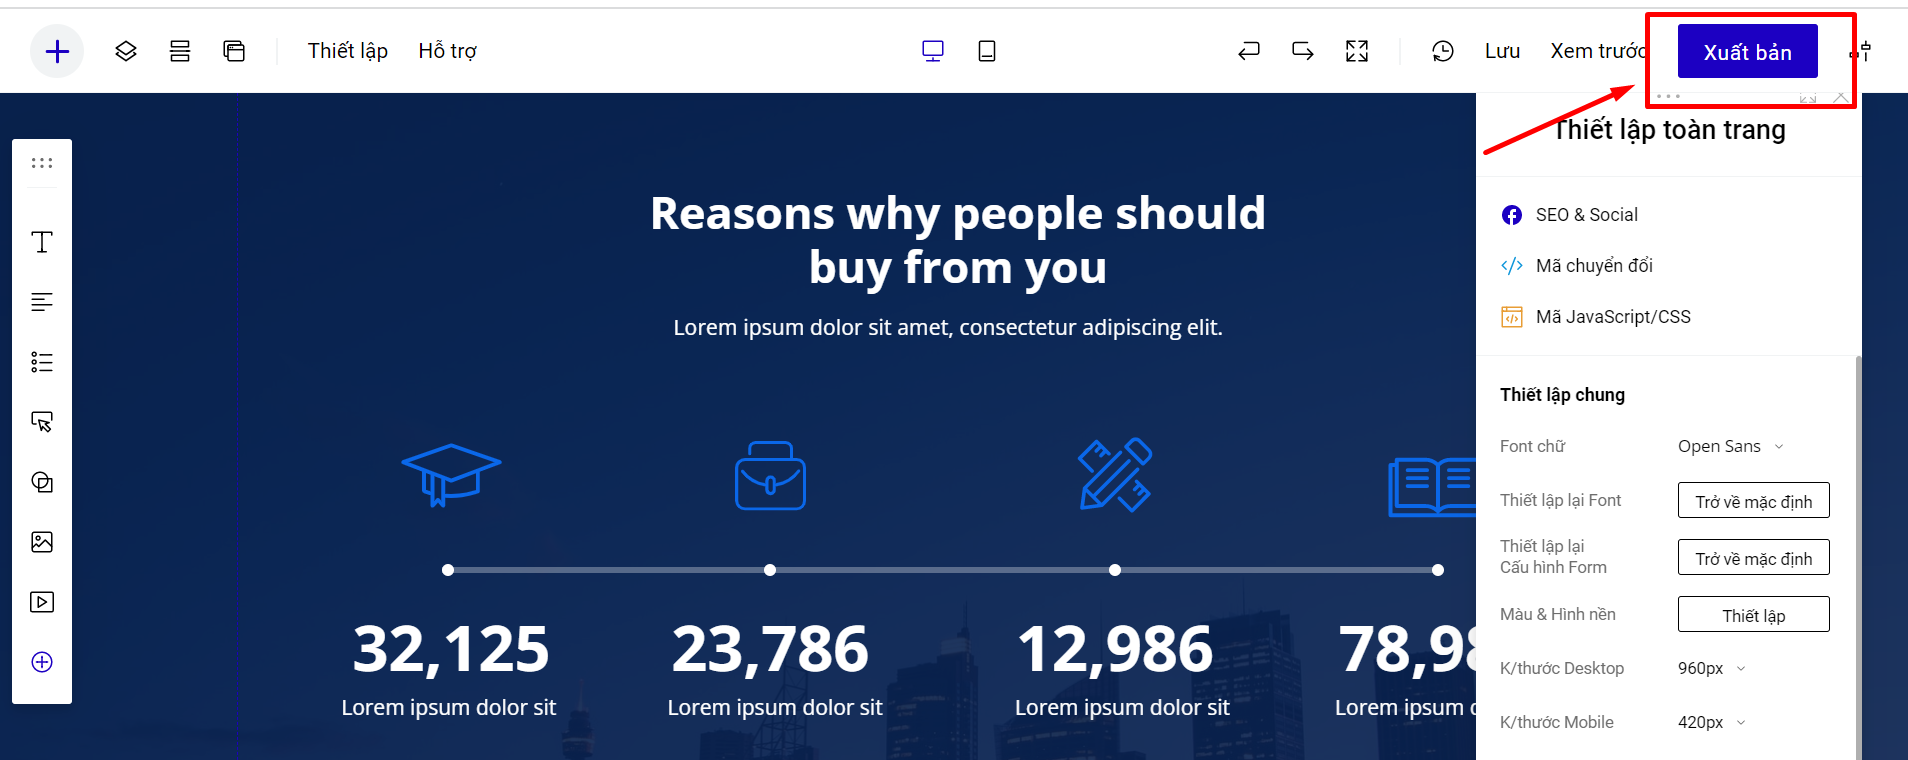 Thiết lập
Hỗ trợ
Lưu
Xem trước
Xuất bản
Reasons why people should
buy from you
Lorem ipsum dolor sit amet, consectetur adipiscing elit.
32,125
23,786
12,986
78,98
Lorem ipsum dolor sit
Lorem ipsum dolor sit
Lorem ipsum dolor sit
Lorem ipsum
Thiết lập toàn trang
SEO & Social
Mã chuyển đổi
Mã JavaScript/CSS
Thiết lập chung
Font chữ
Open Sans
Thiết lập lại Font
Trở về mặc định
Thiết lập lại
Cấu hình Form
Trở về mặc định
Màu & Hình nền
Thiết lập
K/thước Desktop
960px
K/thước Mobile
420px